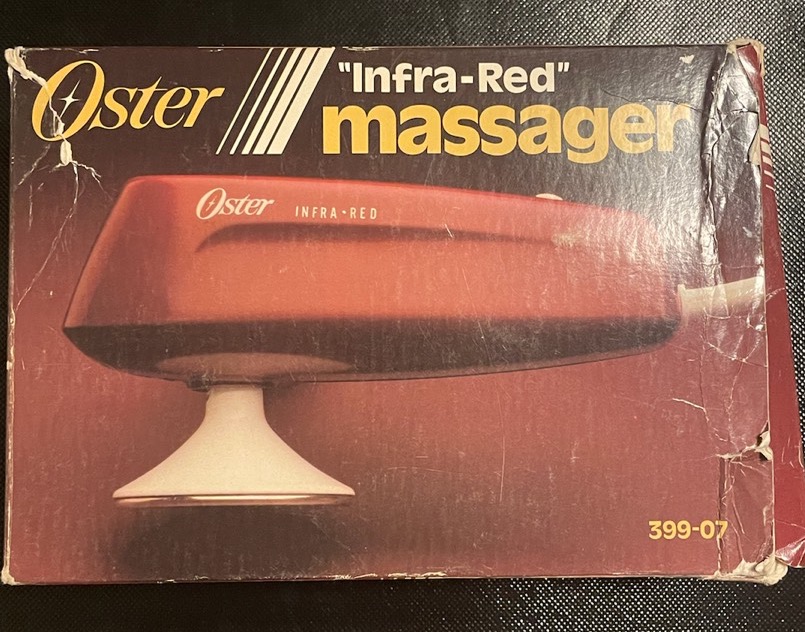 Oster
"Infra-Red"
massager
Oster INFRA-RED
399-07